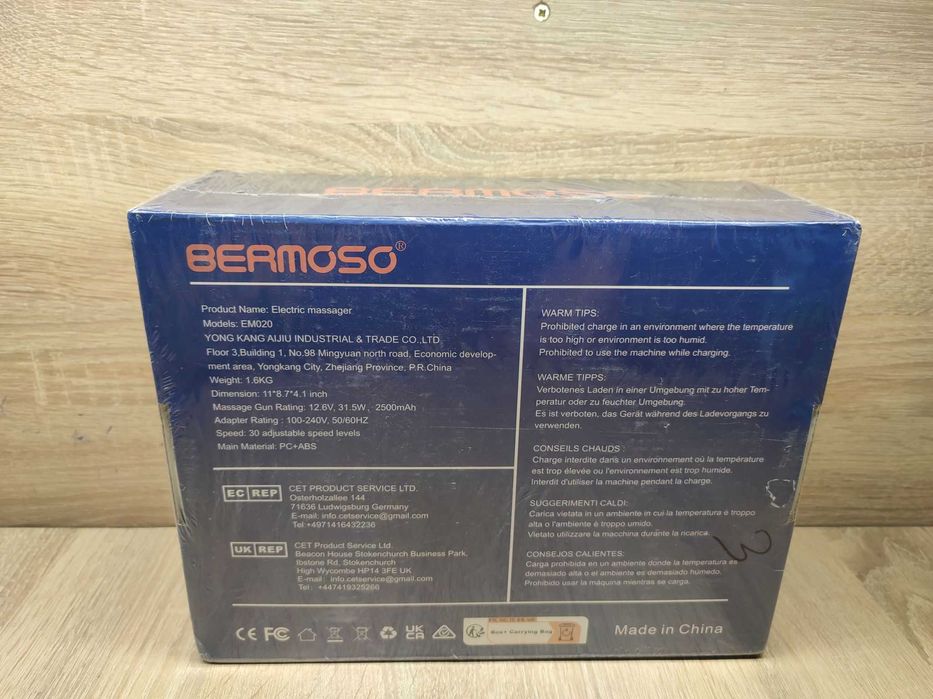 BERMOSO
BERMOSO®
Product Name: Electric massager
Models: EM020
YONG KANG AIJIU INDUSTRIAL & TRADE CO.,LTD
Floor 3,Building 1, No.98 Mingyuan north road, Economic develop-
ment area, Yongkang City, Zhejiang Province, P.R.China
Weight: 1.6KG
Dimension: 11*8.7*4.1 inch
Massage Gun Rating: 12.6V, 31.5W, 2500mAh
Adapter Rating : 100-240V, 50/60HZ
Speed: 30 adjustable speed levels
Main Material: PC+ABS
EC REP
CET PRODUCT SERVICE LTD.
Osterholzallee 144
71636 Ludwigsburg Germany
E-mail: info.cetservice@gmail.com
Tel:+4971416432236
UK REP
CET Product Service Ltd.
Beacon House Stokenchurch Business Park,
Ibstone Rd, Stokenchurch
High Wycombe HP14 3FE UK
E-mail: info.cetservice@gmail.com
Tel: +447419325266
WARM TIPS:
Prohibited charge in an environment where the temperature
is too high or environment is too humid.
Prohibited to use the machine while charging.
WARME TIPPS:
Verbotenes Laden in einer Umgebung mit zu hoher Tem-
peratur oder zu feuchter Umgebung.
Es ist verboten, das Gerät während des Ladevorgangs zu
verwenden.
CONSEILS CHAUDS :
Charge interdite dans un environnement où la température
est trop élevée ou l'environnement est trop humide.
Interdit d'utiliser la machine pendant la charge.
SUGGERIMENTI CALDI:
Carica vietata in un ambiente in cui la temperatura è troppo
alta o l'ambiente è troppo umido.
Vietato utilizzare la macchina durante la ricarica.
CONSEJOS CALIENTES:
Carga prohibida en un ambiente donde la temperatura es
demasiado alta o el ambiente es demasiado húmedo.
Prohibido usar la máquina mientras se carga.
CE FC UK CA
Box+ Carrying Bag
Made in China